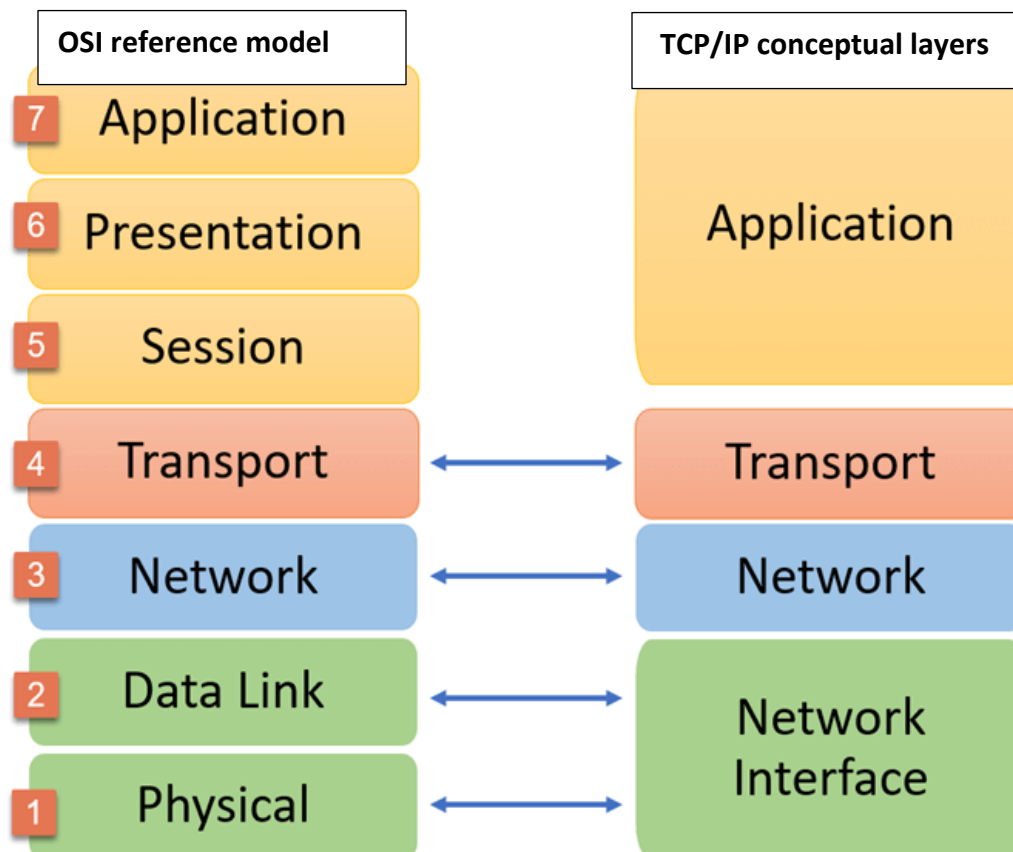 OSI reference model
TCP/IP conceptual layers
7 Application
6 Presentation
5 Session
4 Transport
3 Network
2 Data Link
1 Physical
Application
Transport
Network
Network
Interface